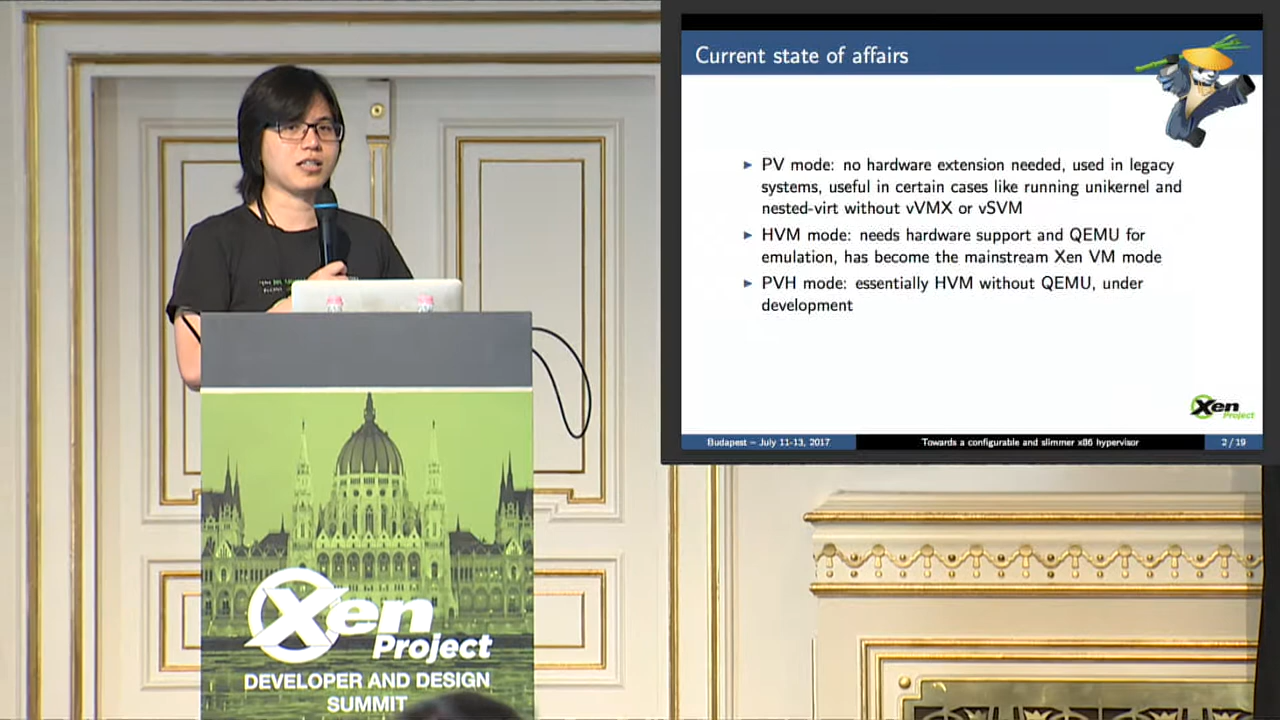 Current state of affairs
▶ PV mode: no hardware extension needed, used in legacy
systems, useful in certain cases like running unikernel and
nested-virt without vVMX or vSVM
▶ HVM mode: needs hardware support and QEMU for
emulation, has become the mainstream Xen VM mode
▶ PVH mode: essentially HVM without QEMU, under
development
Xen
Project
Budapest – July 11-13, 2017
Towards a configurable and slimmer x86 hypervisor
2 / 19
Xen
Project
DEVELOPER AND DESIGN
SUMMIT